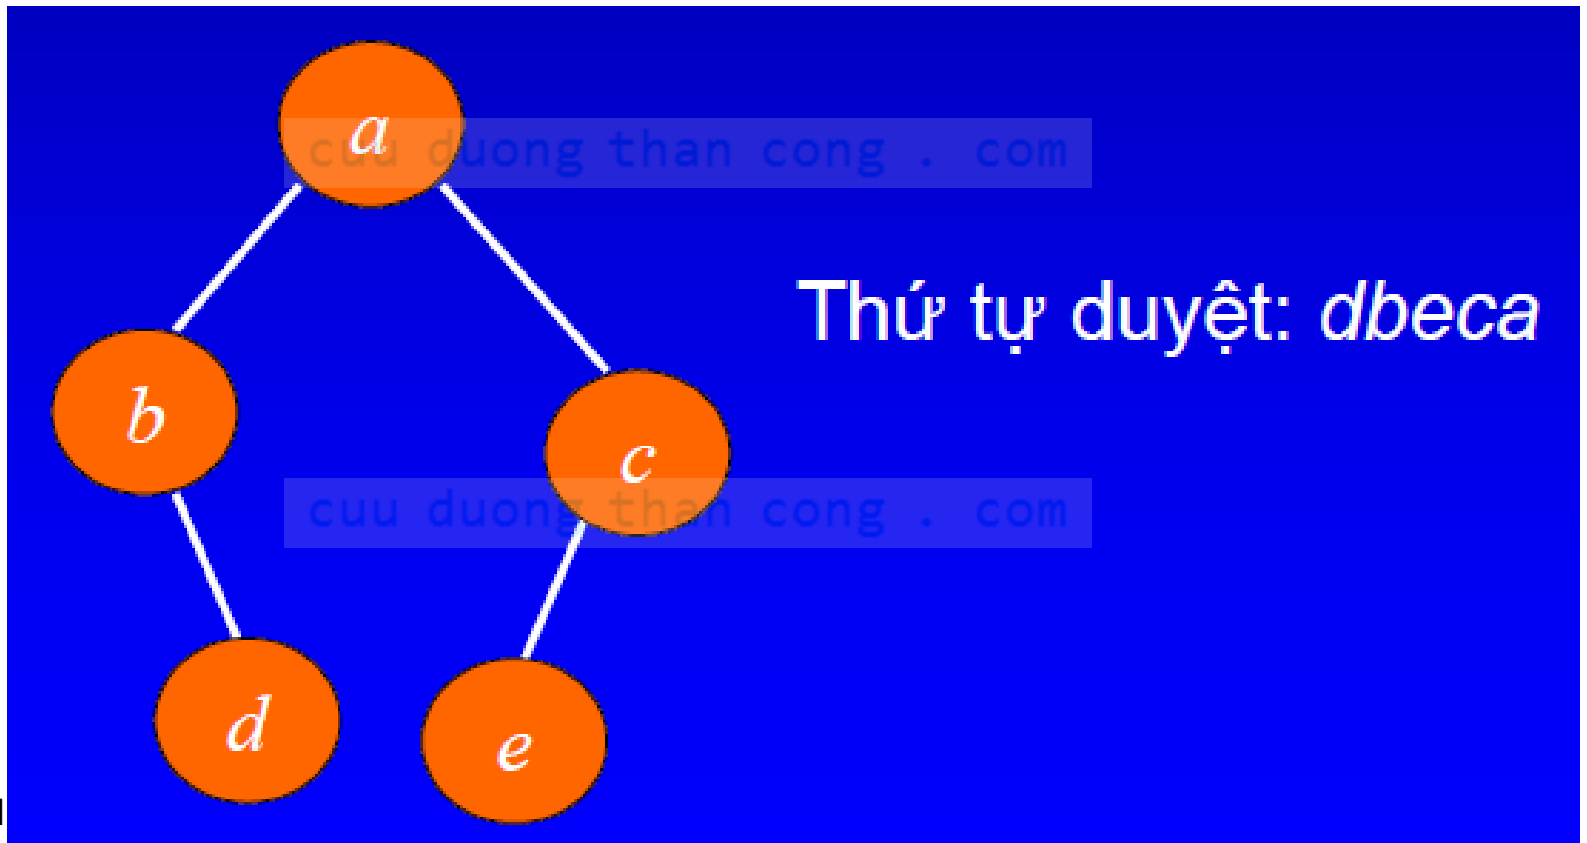 a
cuu duong than cong . com
Thứ tự duyệt: dbeca
b
c
cuu duong than cong . com
d
e